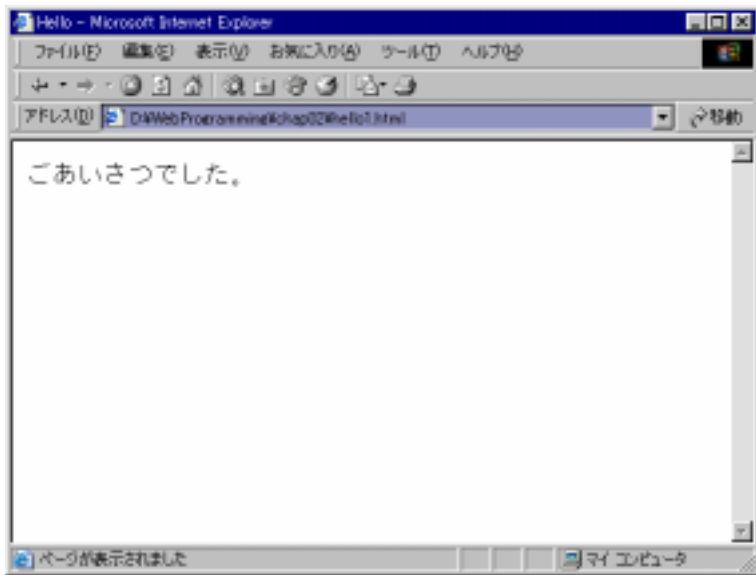 Hello - Microsoft Internet Explorer
ファイル(F) 編集(E) 表示(V) お気に入り(A) ツール(T) ヘルプ(H)
アドレス(D) D:¥WebProgramming¥chap02¥hello1.html 移動
ごあいさつでした。
ページが表示されました マイ コンピュータ